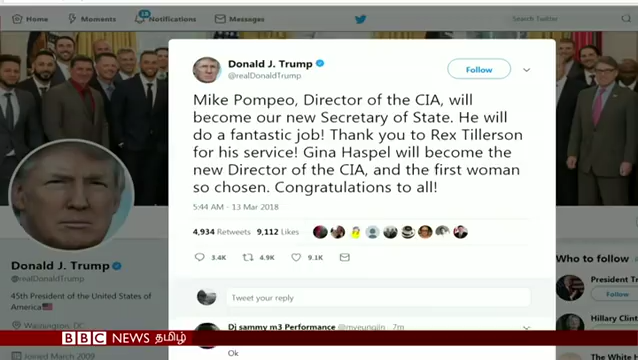 Home
Moments
Notifications
Messages
Search Twitter
Donald J. Trump
@realDonaldTrump
Follow
Mike Pompeo, Director of the CIA, will
become our new Secretary of State. He will
do a fantastic job! Thank you to Rex Tillerson
for his service! Gina Haspel will become the
new Director of the CIA, and the first woman
so chosen. Congratulations to all!
5:44 AM - 13 Mar 2018
4,934 Retweets 9,112 Likes
3.4K 4.9K 9.1K
Tweet your reply
Dj sammy m3 Performance @myeungjin 7m
Ok
Donald J. Trump
@realDonaldTrump
45th President of the United States of
America
Washington, DC
Joined March 2009
Who to follow
President Tr
Follow
Hillary Clint
The White H
BBC NEWS தமிழ்